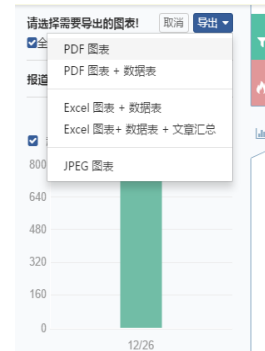 请选择需要导出的图表! 取消 导出
全
PDF 图表
PDF 图表 + 数据表
报道
Excel 图表 + 数据表
Excel 图表+ 数据表 + 文章汇总
JPEG 图表
800
640
480
320
160
0
12/26